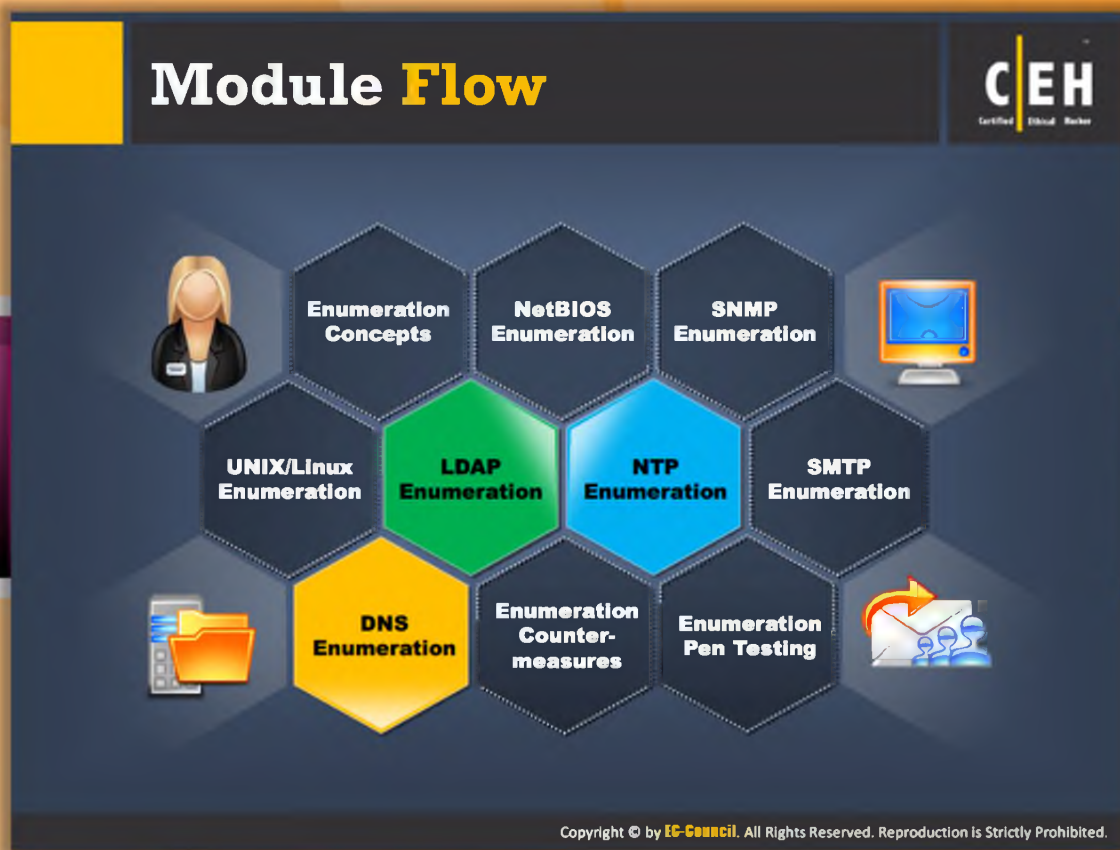 Module Flow
C|EH
Certified Ethical Hacker
Enumeration
Concepts
NetBIOS
Enumeration
SNMP
Enumeration
UNIX/Linux
Enumeration
LDAP
Enumeration
NTP
Enumeration
SMTP
Enumeration
DNS
Enumeration
Enumeration
Counter-
measures
Enumeration
Pen Testing
Copyright © by EC-Council. All Rights Reserved. Reproduction is Strictly Prohibited.